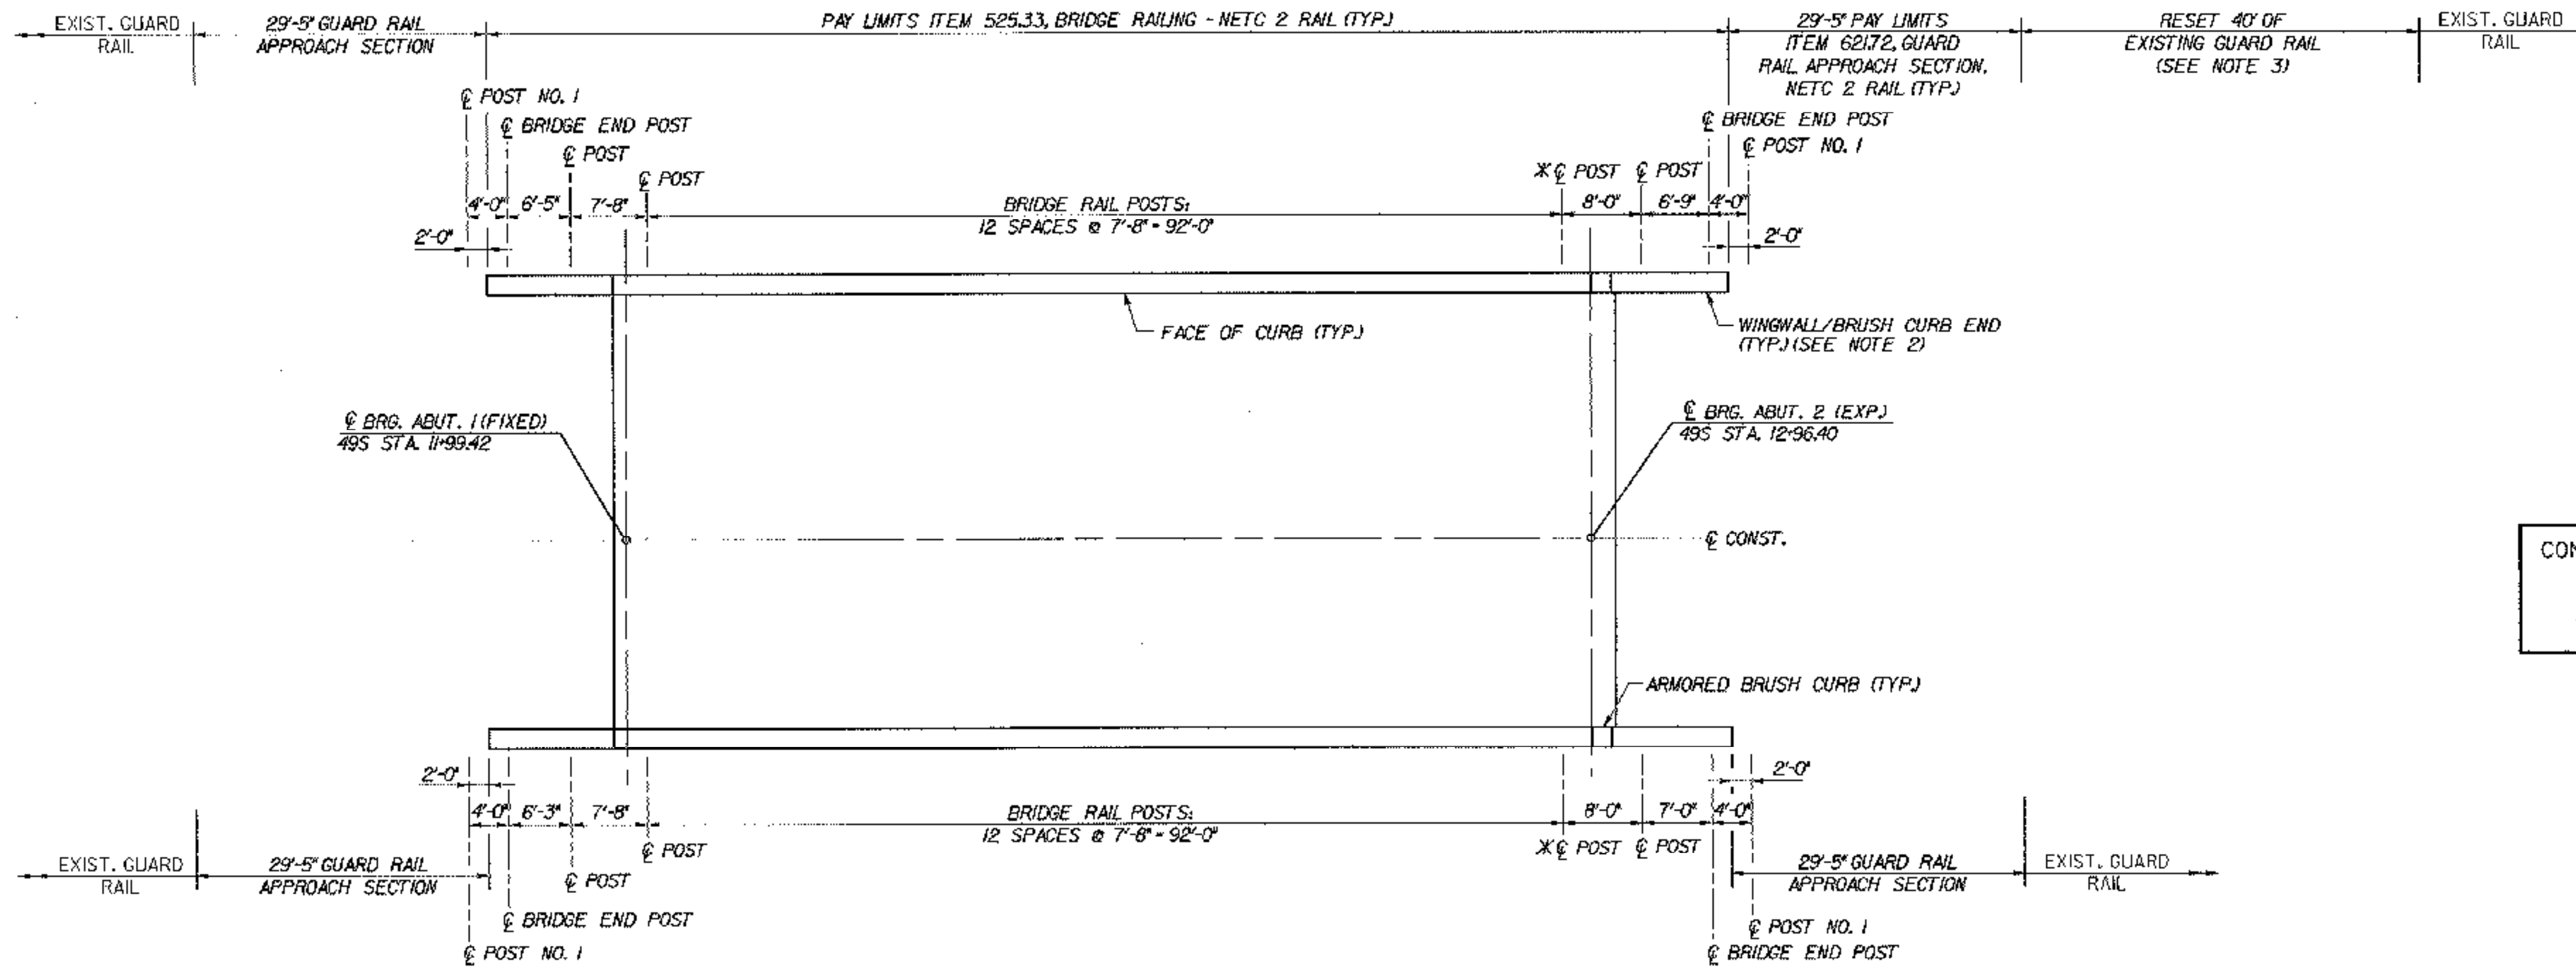 EXIST. GUARD
RAIL
29'-5" GUARD RAIL
APPROACH SECTION
PAY LIMITS ITEM 525.33, BRIDGE RAILING - NETC 2 RAIL (TYP.)
29'-5" PAY LIMITS
ITEM 621.72, GUARD
RAIL APPROACH SECTION,
NETC 2 RAIL (TYP.)
RESET 40' OF
EXISTING GUARD RAIL
(SEE NOTE 3)
EXIST. GUARD
RAIL
℄ POST NO. 1
℄ BRIDGE END POST
℄ POST
℄ POST
℄ BRIDGE END POST
℄ POST NO. 1
* ℄ POST
℄ POST
4'-0"
6'-5"
7'-8"
BRIDGE RAIL POSTS:
12 SPACES @ 7'-8" = 92'-0"
8'-0"
6'-9"
4'-0"
2'-0"
2'-0"
FACE OF CURB (TYP.)
WINGWALL/BRUSH CURB END
(TYP.) (SEE NOTE 2)
℄ BRG. ABUT. 1 (FIXED)
49S STA. 11+99.42
℄ BRG. ABUT. 2 (EXP.)
49S STA. 12+96.40
℄ CONST.
CON
ARMORED BRUSH CURB (TYP.)
2'-0"
2'-0"
4'-0"
6'-3"
7'-8"
BRIDGE RAIL POSTS:
12 SPACES @ 7'-8" = 92'-0"
8'-0"
7'-0"
4'-0"
℄ POST
* ℄ POST
℄ POST
EXIST. GUARD
RAIL
29'-5" GUARD RAIL
APPROACH SECTION
℄ POST
29'-5" GUARD RAIL
APPROACH SECTION
EXIST. GUARD
RAIL
℄ BRIDGE END POST
℄ POST NO. 1
℄ POST NO. 1
℄ BRIDGE END POST